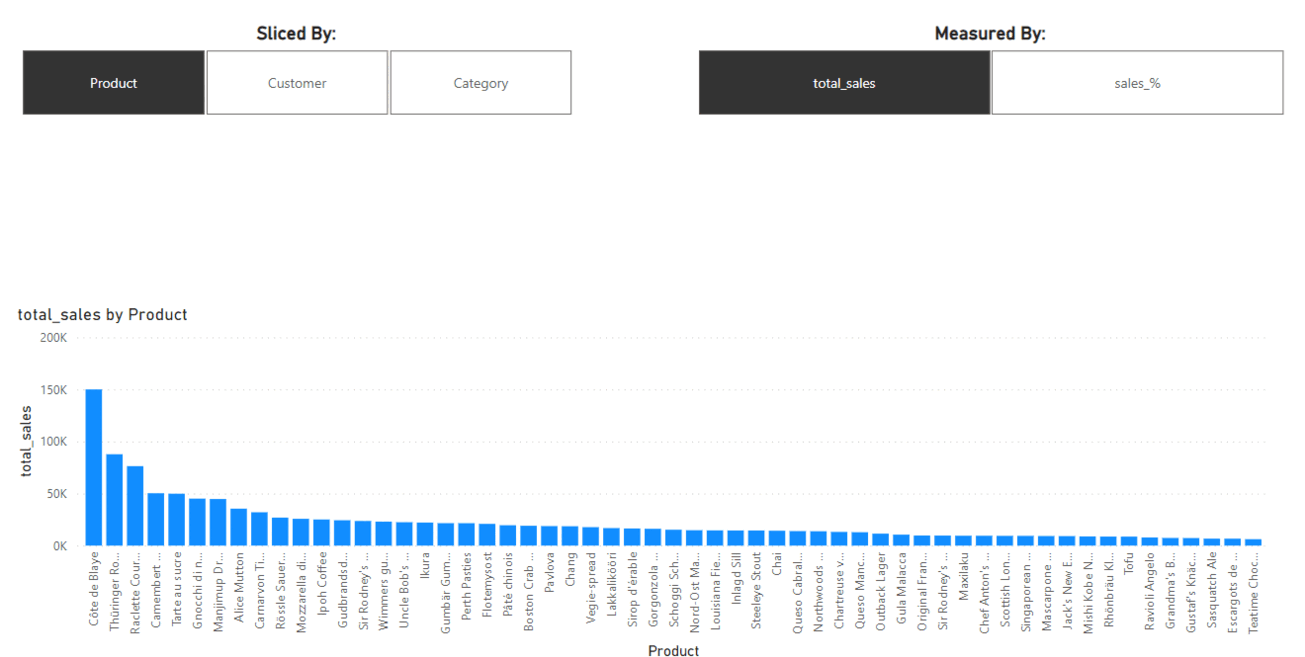 Sliced By:
Measured By:
Product
Customer
Category
total_sales
sales_%
total_sales by Product
200K
150K
100K
50K
0K
total_sales
Côte de Blaye
Thüringer Ro...
Raclette Cour...
Camembert ...
Tarte au sucre
Gnocchi di n...
Manjimup Dr...
Alice Mutton
Carnarvon Ti...
Rössle Sauer...
Mozzarella di...
Ipoh Coffee
Gudbrandsd...
Sir Rodney's ...
Wimmers gu...
Uncle Bob's ...
Ikura
Gumbär Gum...
Perth Pasties
Flotemysost
Pâté chinois
Boston Crab ...
Pavlova
Chang
Vegie-spread
Lakkalikööri
Sirop d'érable
Gorgonzola ...
Schoggi Sch...
Nord-Ost Ma...
Louisiana Fie...
Inlagd Sill
Steeleye Stout
Chai
Queso Cabral...
Northwoods ...
Chartreuse v...
Queso Manc...
Outback Lager
Gula Malacca
Original Fran...
Sir Rodney's ...
Maxilaku
Chef Anton's ...
Scottish Lon...
Singaporean ...
Mascarpone ...
Jack's New E...
Mishi Kobe N...
Rhönbräu Kl...
Tofu
Ravioli Angelo
Grandma's B...
Gustaf's Knäc...
Sasquatch Ale
Escargots de ...
Teatime Choc...
Product